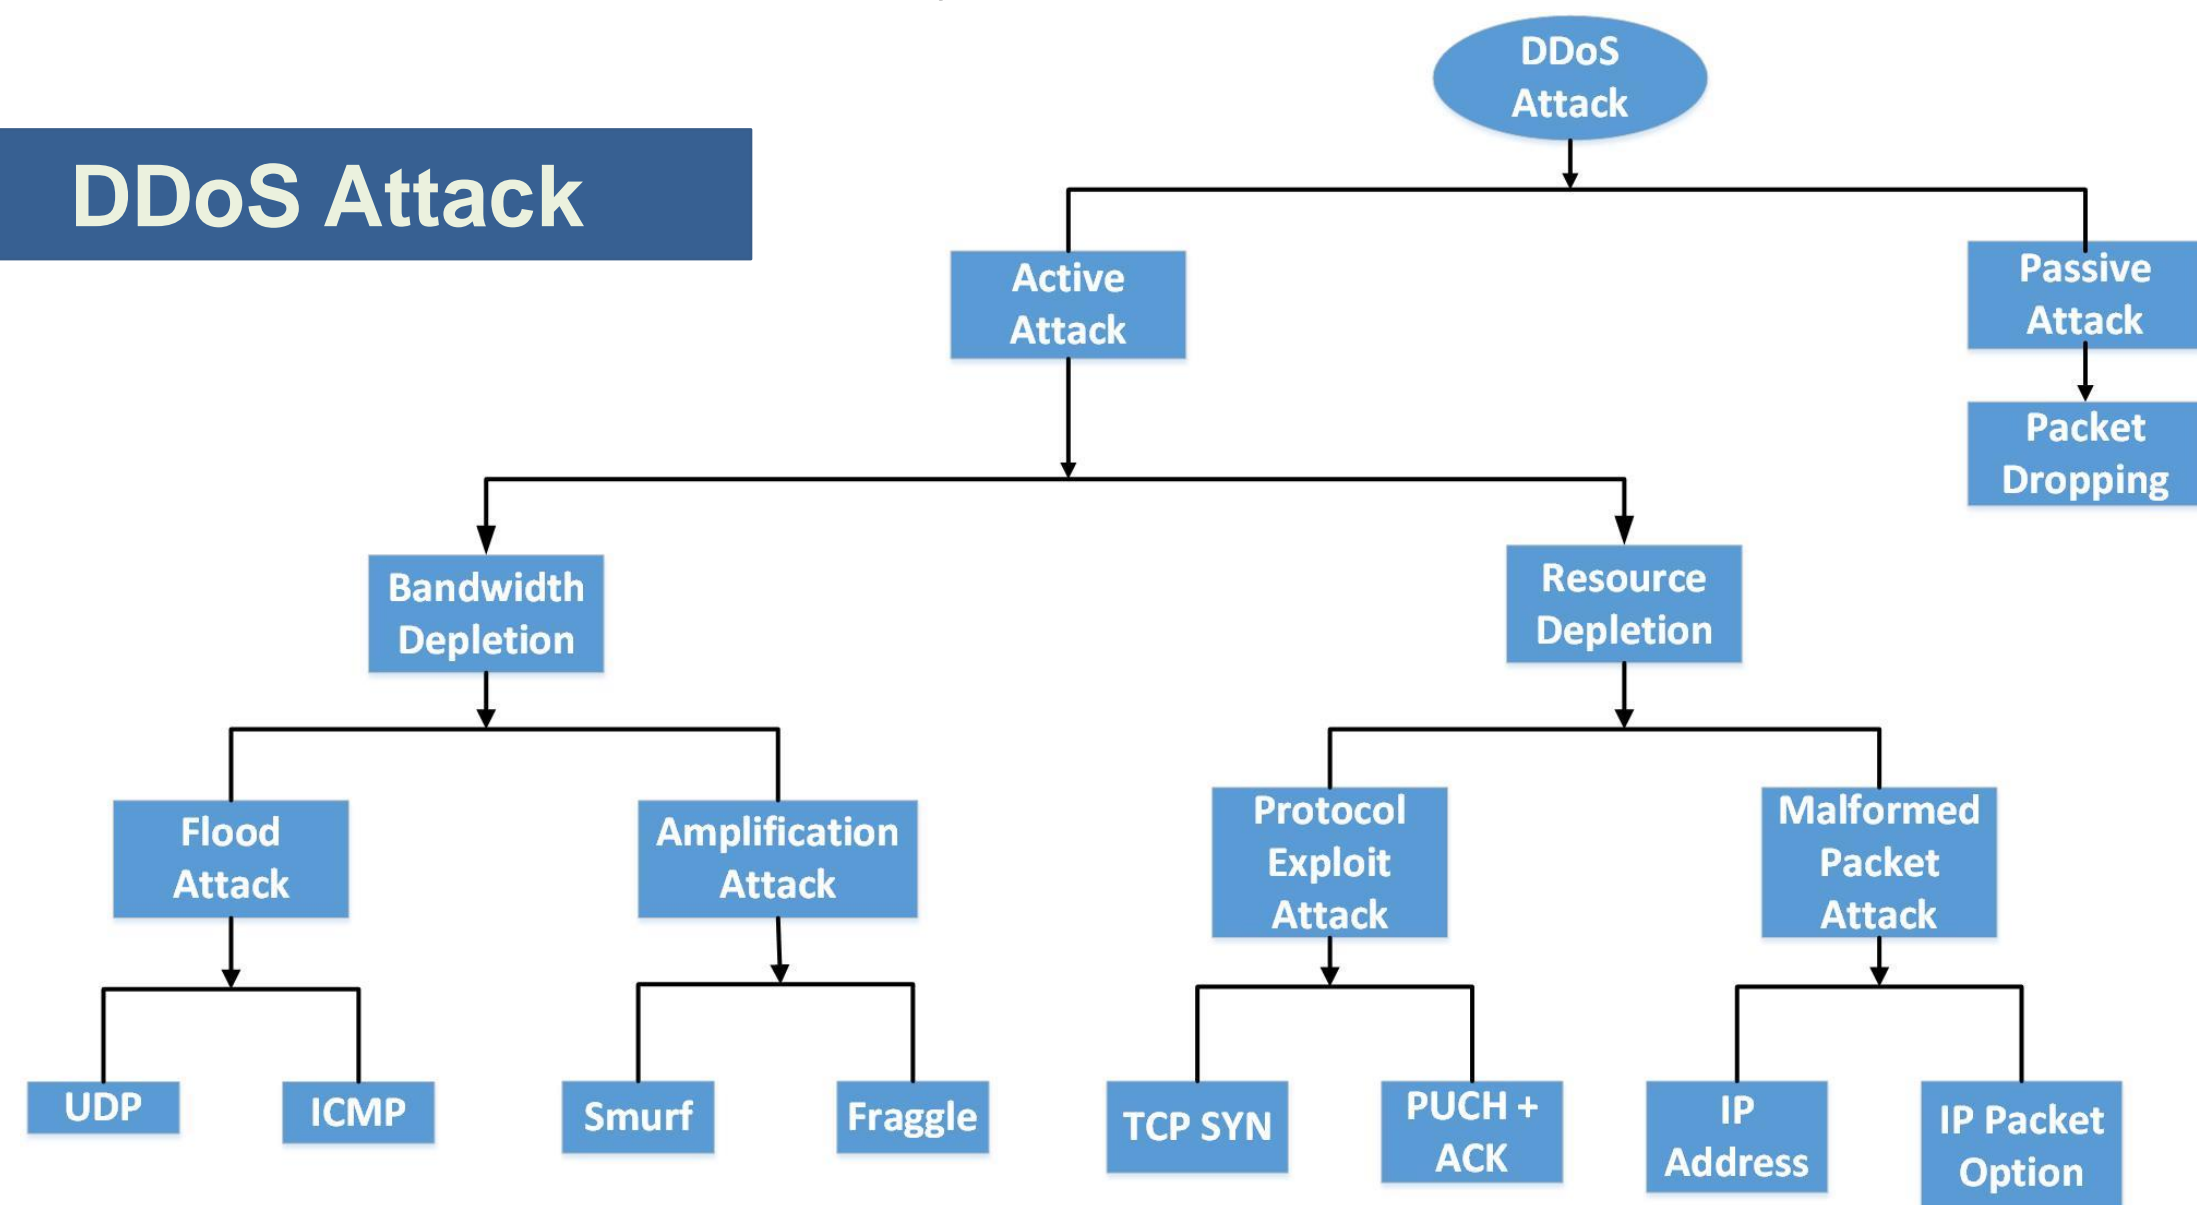 DDoS
Attack
DDoS Attack
Active
Attack
Passive
Attack
Packet
Dropping
Bandwidth
Depletion
Resource
Depletion
Flood
Attack
Amplification
Attack
Protocol
Exploit
Attack
Malformed
Packet
Attack
UDP
ICMP
Smurf
Fraggle
TCP SYN
PUCH +
ACK
IP
Address
IP Packet
Option